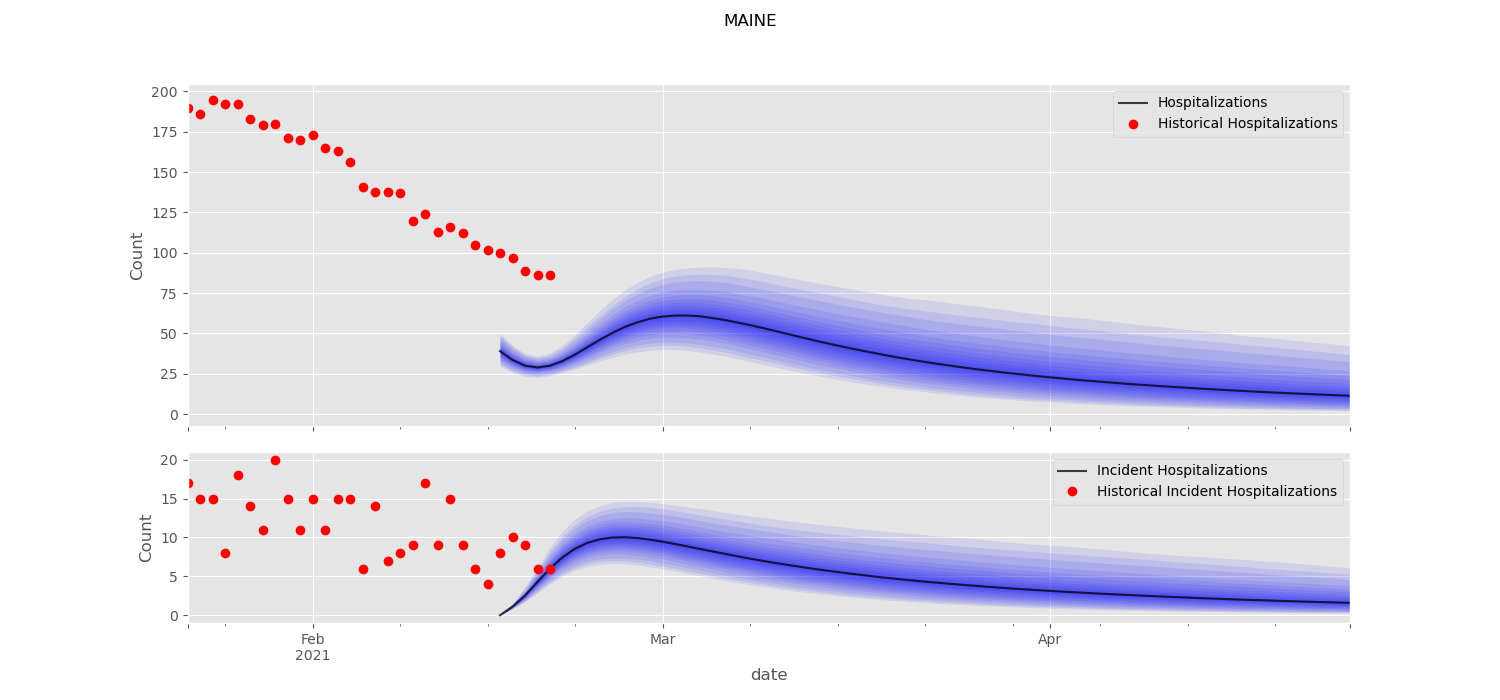 MAINE
200
175
150
125
100
75
50
25
0
Count
Hospitalizations
Historical Hospitalizations
20
15
10
5
0
Count
Incident Hospitalizations
Historical Incident Hospitalizations
Feb
2021
Mar
Apr
date